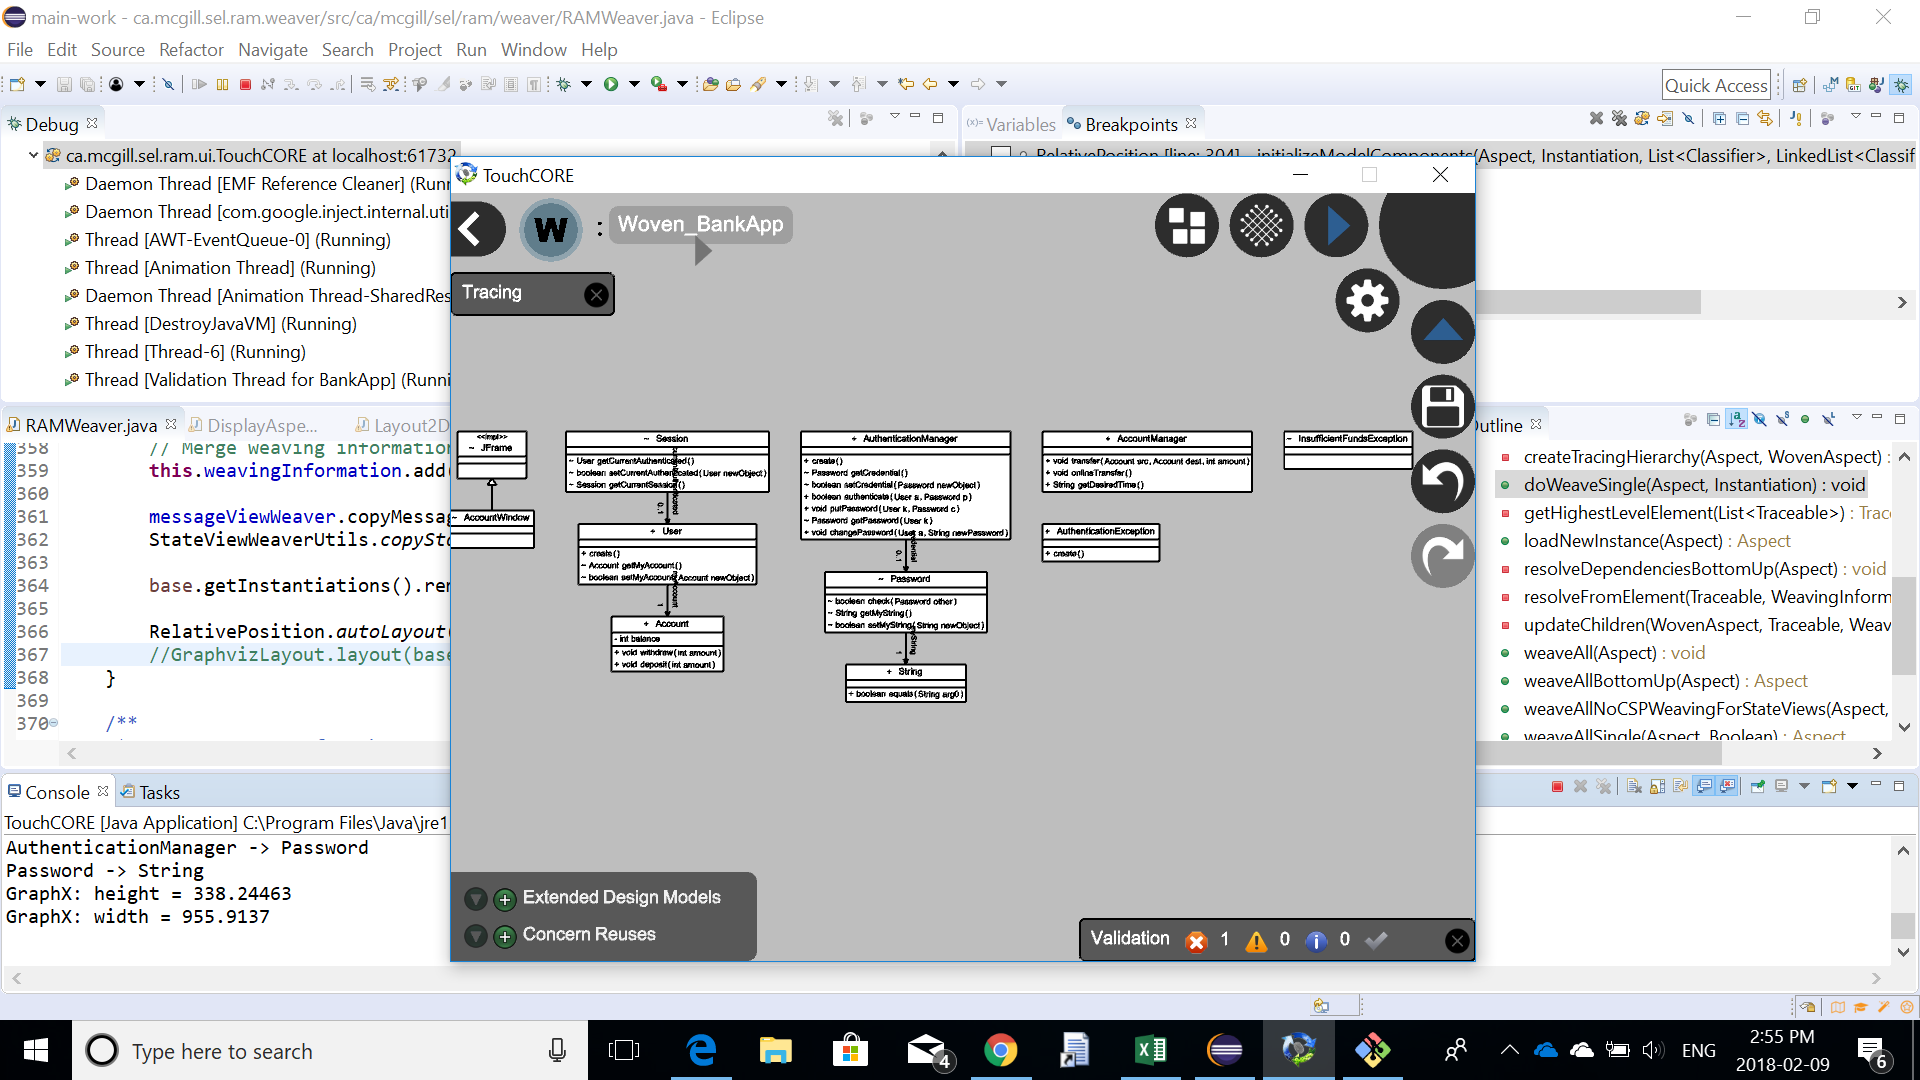 main-work - ca.mcgill.sel.ram.weaver/src/ca/mcgill/sel/ram/weaver/RAMWeaver.java - Eclipse
File Edit Source Refactor Navigate Search Project Run Window Help
Quick Access
Debug
Variables
Breakpoints
ca.mcgill.sel.ram.ui.TouchCORE at localhost:61732
Daemon Thread [EMF Reference Cleaner] (Runn
Daemon Thread [com.google.inject.internal.uti
Thread [AWT-EventQueue-0] (Running)
Thread [Animation Thread] (Running)
Daemon Thread [Animation Thread-SharedRes
Thread [DestroyJavaVM] (Running)
Thread [Thread-6] (Running)
Thread [Validation Thread for BankApp] (Runni
RelativePosition [line: 304] - initializeModelComponents(Aspect, Instantiation, List<Classifier>, LinkedList<Classif
TouchCORE
W : Woven_BankApp
Tracing
<<impl>>
~ JFrame
~ AccountWindow
~ Session
~ User getCurrentAuthenticated()
~ boolean setCurrentAuthenticated(User newObject)
~ Session getCurrentSession()
0..1
+ User
+ create()
~ Account getMyAccount()
~ boolean setMyAccount(Account newObject)
myAccount
1
+ Account
- int balance
+ void withdraw(int amount)
+ void deposit(int amount)
+ AuthenticationManager
+ create()
~ Password getCredential()
~ boolean setCredential(Password newObject)
+ boolean authenticate(User a, Password p)
+ void putPassword(User k, Password c)
~ Password getPassword(User k)
+ void changePassword(User a, String newPassword)
0..1
~ Password
~ boolean check(Password other)
~ String getMyString()
~ boolean setMyString(String newObject)
1
+ String
+ boolean equals(String arg0)
+ AccountManager
+ void transfer(Account src, Account dest, int amount)
+ void onlineTransfer()
+ String getDesiredTime()
+ AuthenticationException
+ create()
~ InsufficientFundsException
Extended Design Models
Concern Reuses
Validation 1 0 0
RAMWeaver.java
DisplayAspe...
Layout2D
358 // Merge weaving information
359 this.weavingInformation.add(
360
361 messageViewWeaver.copyMessag
362 StateViewWeaverUtils.copySta
363
364 base.getInstantiations().rem
365
366 RelativePosition.autoLayout(
367 //GraphvizLayout.layout(base
368 }
369
370 /**
utline
createTracingHierarchy(Aspect, WovenAspect) :
doWeaveSingle(Aspect, Instantiation) : void
getHighestLevelElement(List<Traceable>) : Trac
loadNewInstance(Aspect) : Aspect
resolveDependenciesBottomUp(Aspect) : void
resolveFromElement(Traceable, WeavingInform
updateChildren(WovenAspect, Traceable, Weav
weaveAll(Aspect) : void
weaveAllBottomUp(Aspect) : Aspect
weaveAllNoCSPWeavingForStateViews(Aspect,
weaveAllSingle(Aspect, Boolean) : Aspect
Console
Tasks
TouchCORE [Java Application] C:\Program Files\Java\jre1
AuthenticationManager -> Password
Password -> String
GraphX: height = 338.24463
GraphX: width = 955.9137
Type here to search
4
ENG
2:55 PM
2018-02-09
6